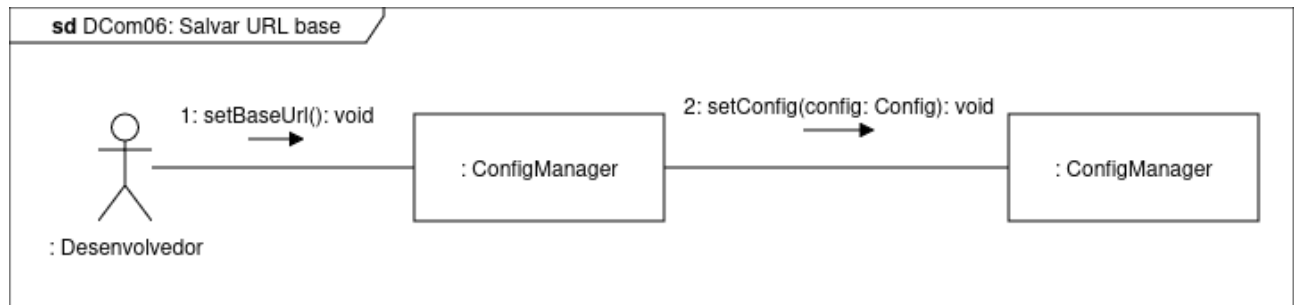 sd DCom06: Salvar URL base
1: setBaseUrl(): void
2: setConfig(config: Config): void
: ConfigManager
: ConfigManager
: Desenvolvedor